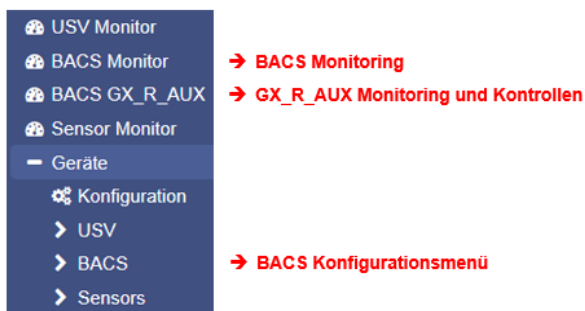 USV Monitor
BACS Monitor → BACS Monitoring
BACS GX_R_AUX → GX_R_AUX Monitoring und Kontrollen
Sensor Monitor
Geräte
Konfiguration
USV
BACS → BACS Konfigurationsmenü
Sensors